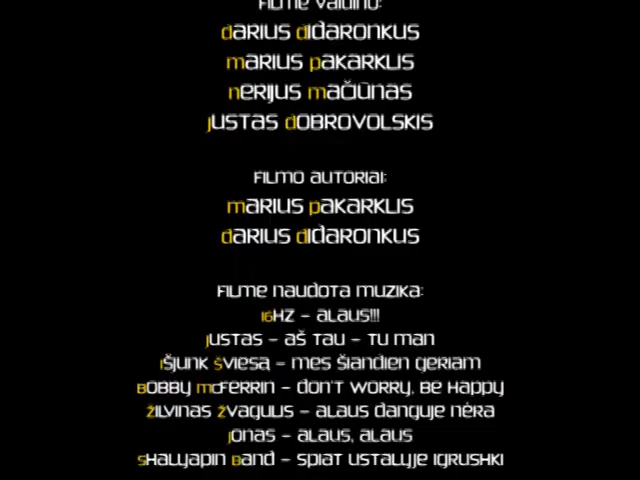 FILME VAIDINO:
DARIUS DIDARONKUS
MARIUS PAKARKLIS
NERIJUS MAČIŪNAS
JUSTAS DOBROVOLSKIS
FILMO AUTORIAI:
MARIUS PAKARKLIS
DARIUS DIDARONKUS
FILME NAUDOTA MUZIKA:
16HZ - ALAUS!!!
JUSTAS - AŠ TAU - TU MAN
IŠJUNK ŠVIESĄ - MES ŠIANDIEN GERIAM
BOBBY MCFERRIN - DON'T WORRY, BE HAPPY
ŽILVINAS ŽVAGULIS - ALAUS DANGUJE NĖRA
JONAS - ALAUS, ALAUS
SHALYAPIN BAND - SPIAT USTALYJE IGRUSHKI